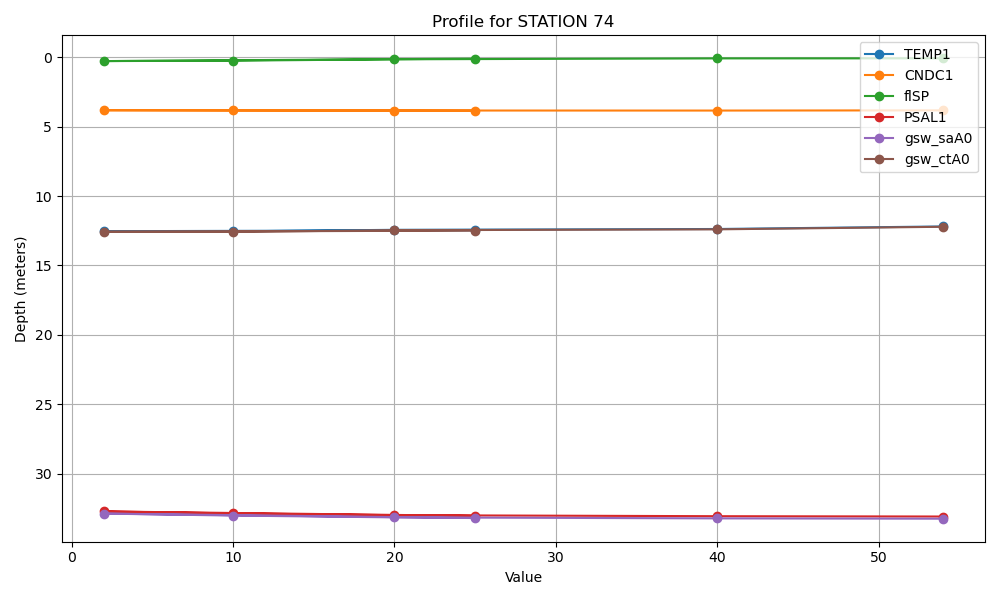 Profile for STATION 74
Depth (meters)
0
5
10
15
20
25
30
TEMP1
CNDC1
flSP
PSAL1
gsw_saA0
gsw_ctA0
0
10
20
30
40
50
Value